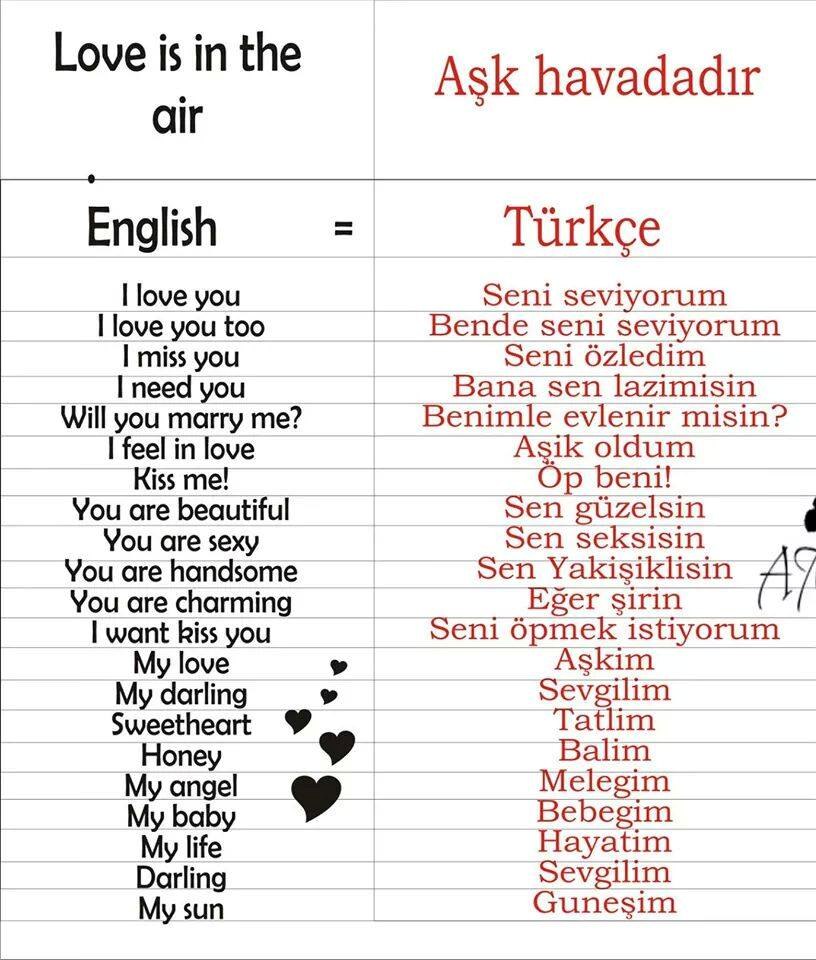 Love is in the
air
.
Aşk havadadır
English = Türkçe
I love you Seni seviyorum
I love you too Bende seni seviyorum
I miss you Seni özledim
I need you Bana sen lazimisin
Will you marry me? Benimle evlenir misin?
I feel in love Aşik oldum
Kiss me! Öp beni!
You are beautiful Sen güzelsin
You are sexy Sen seksisin
You are handsome Sen Yakişiklisin
You are charming Eğer şirin
I want kiss you Seni öpmek istiyorum
My love Aşkim
My darling Sevgilim
Sweetheart Tatlim
Honey Balim
My angel Melegim
My baby Bebegim
My life Hayatim
Darling Sevgilim
My sun Guneşim